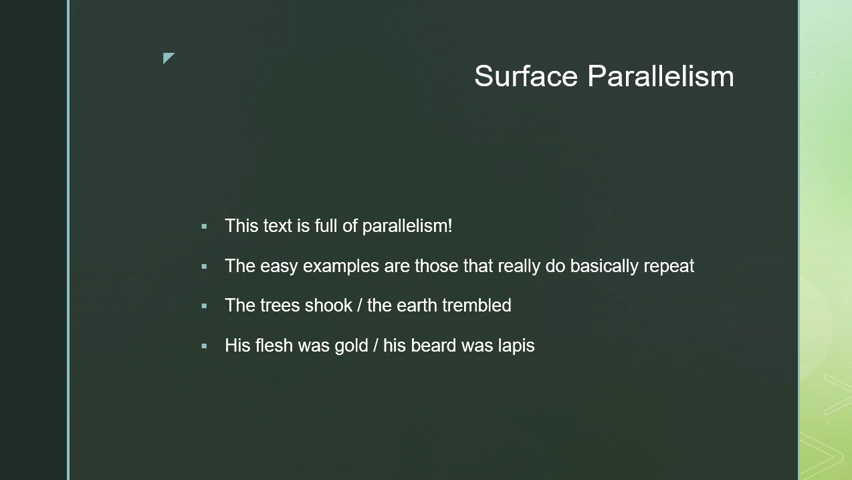 Surface Parallelism
This text is full of parallelism!
The easy examples are those that really do basically repeat
The trees shook / the earth trembled
His flesh was gold / his beard was lapis